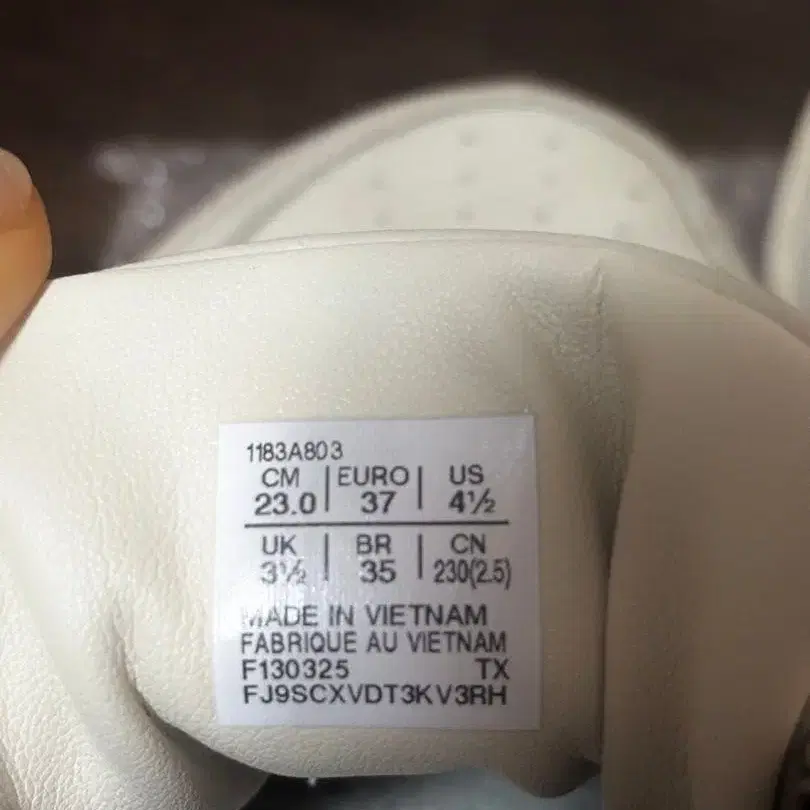 1183A803
CM | EURO | US
23.0 | 37 | 4½
UK | BR | CN
3½ | 35 | 230(2.5)
MADE IN VIETNAM
FABRIQUE AU VIETNAM
F130325 TX
FJ9SCXVDT3KV3RH